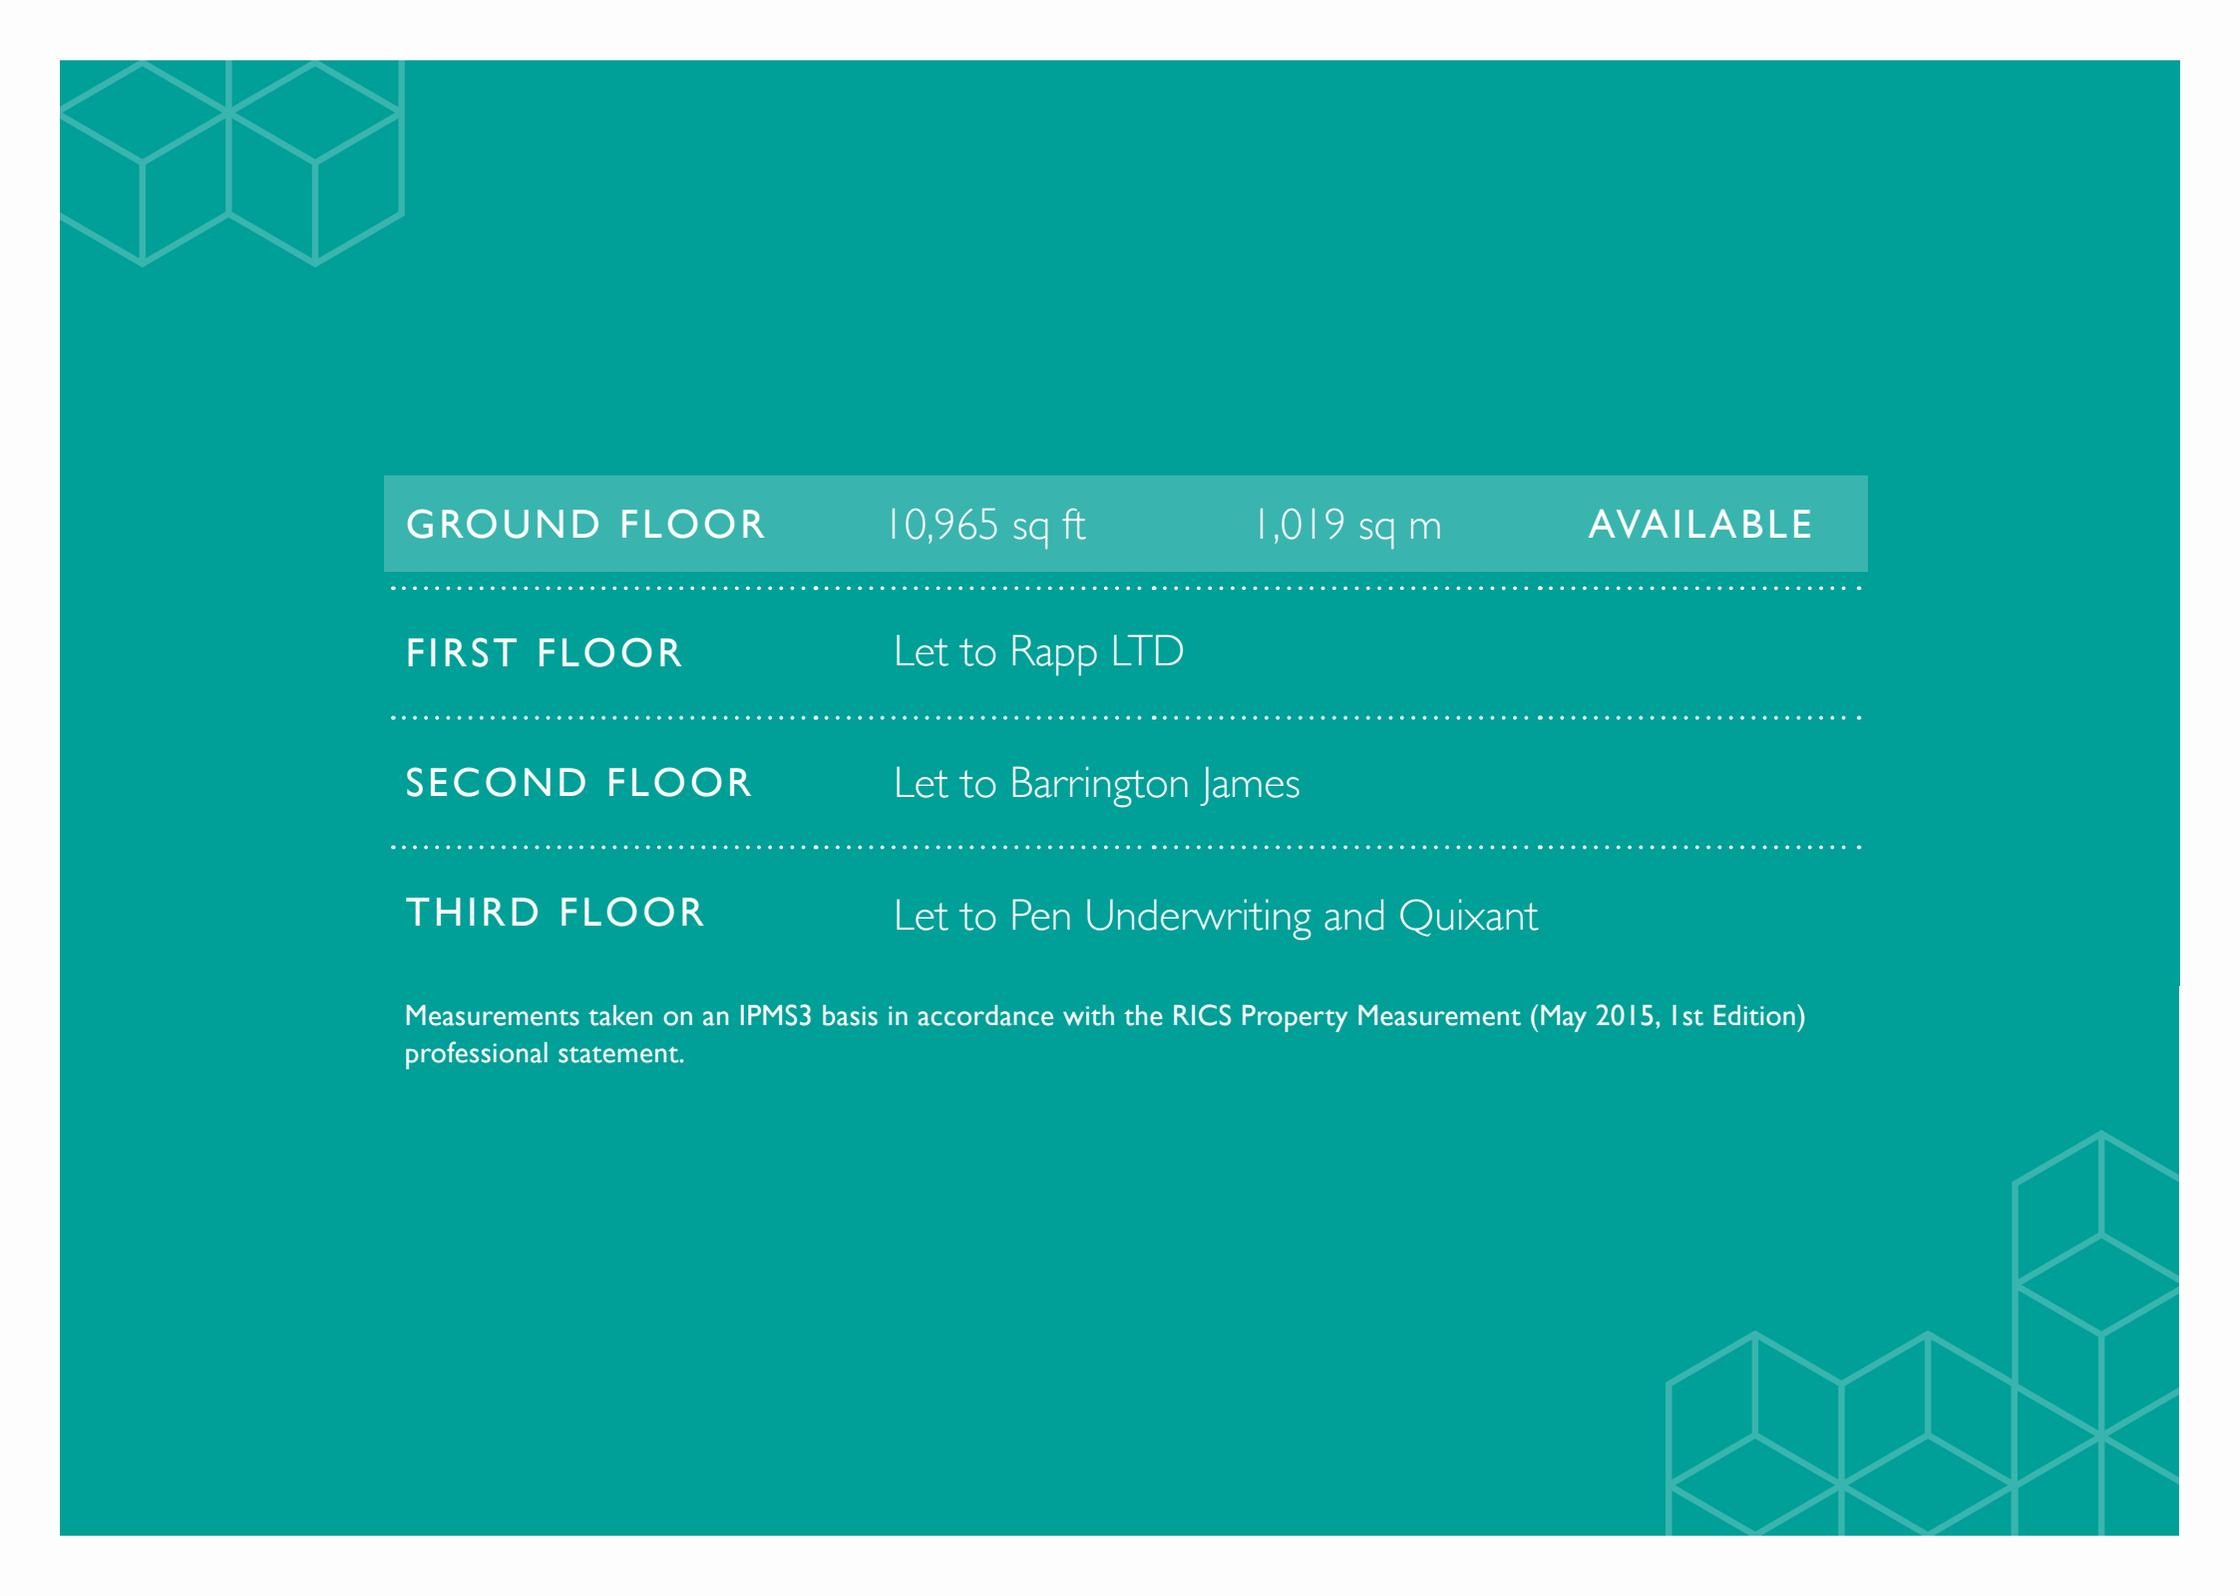 GROUND FLOOR 10,965 sq ft 1,019 sq m AVAILABLE
FIRST FLOOR Let to Rapp LTD
SECOND FLOOR Let to Barrington James
THIRD FLOOR Let to Pen Underwriting and Quixant
Measurements taken on an IPMS3 basis in accordance with the RICS Property Measurement (May 2015, 1st Edition)
professional statement.